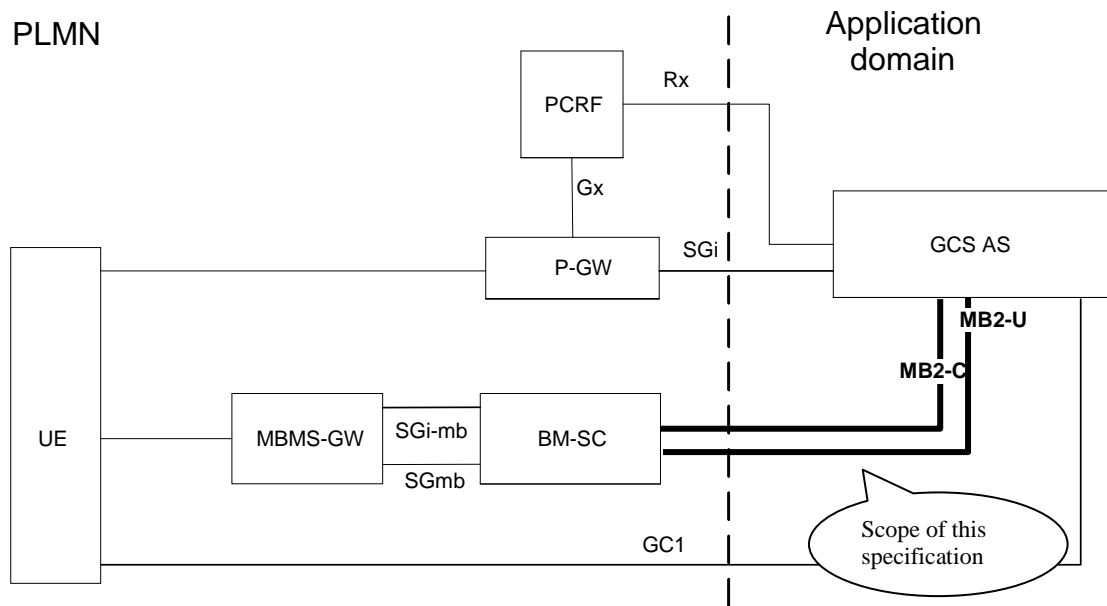 PLMN
Application
domain
Rx
PCRF
Gx
GCS AS
SGi
P-GW
MB2-U
MB2-C
UE
MBMS-GW
SGi-mb
BM-SC
SGmb
GC1
Scope of this
specification